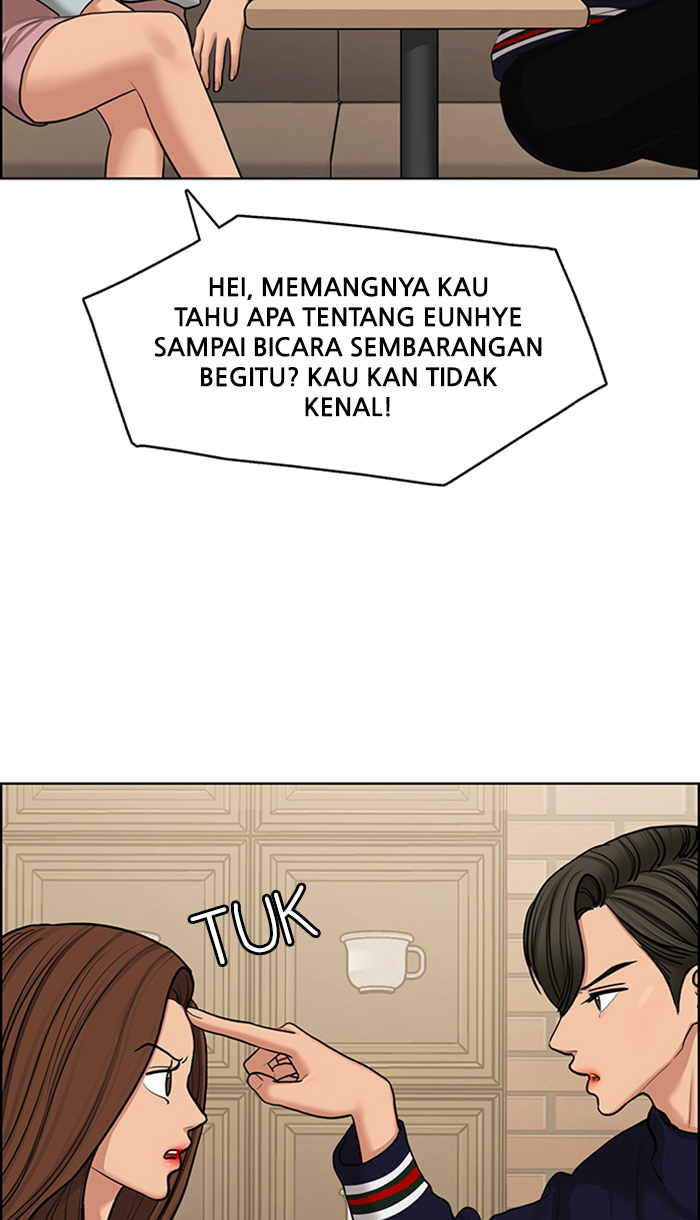 HEI, MEMANGNYA KAU
TAHU APA TENTANG EUNHYE
SAMPAI BICARA SEMBARANGAN
BEGITU? KAU KAN TIDAK
KENAL!
TUK